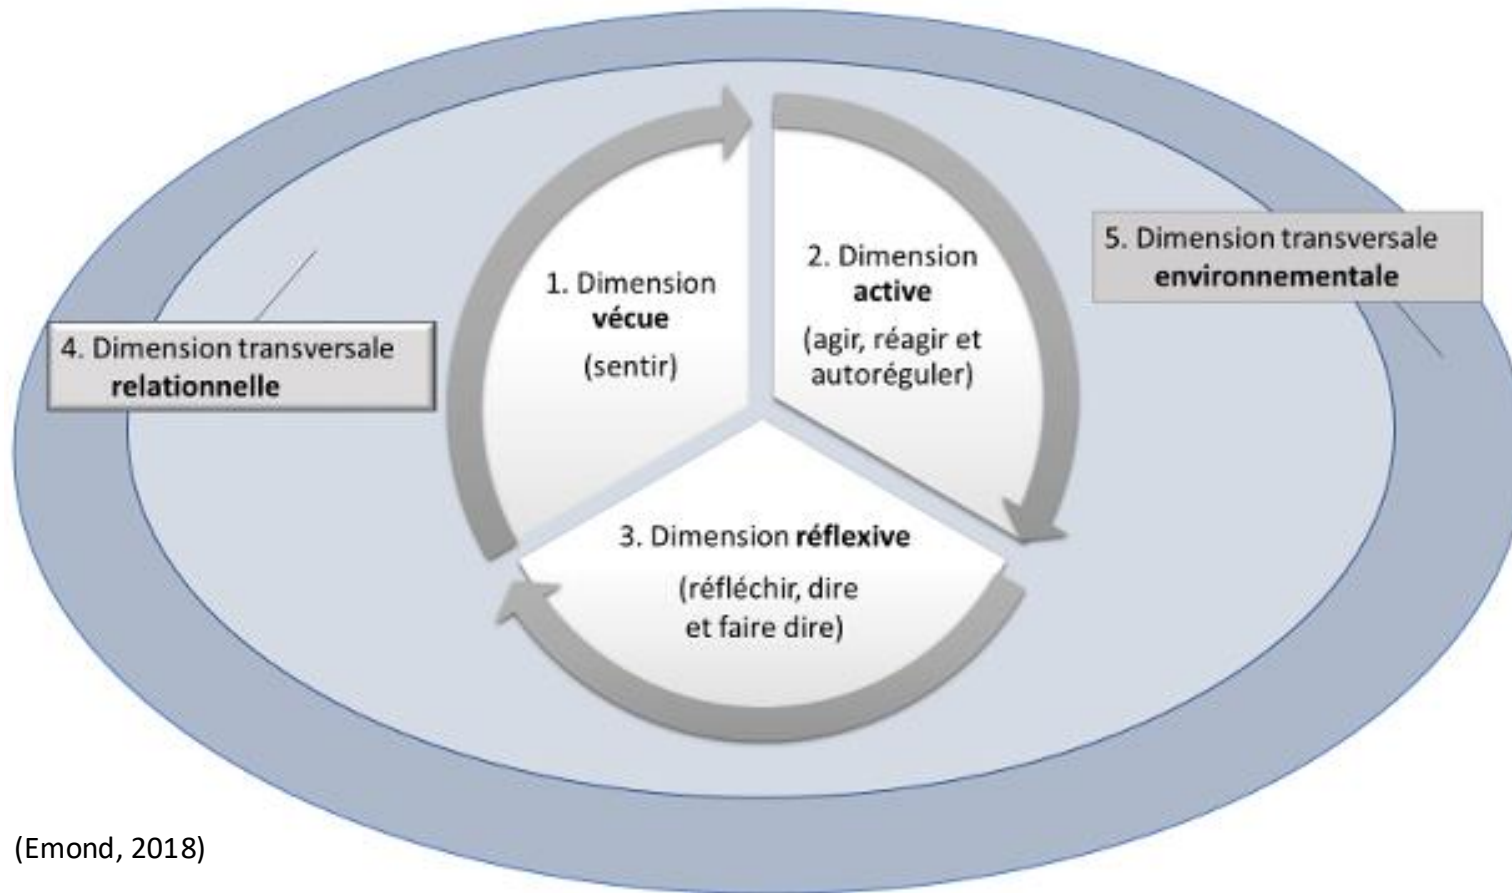 1. Dimension
vécue
(sentir)
2. Dimension
active
(agir, réagir et
autoréguler)
3. Dimension réflexive
(réfléchir, dire
et faire dire)
4. Dimension transversale
relationnelle
5. Dimension transversale
environnementale
(Emond, 2018)